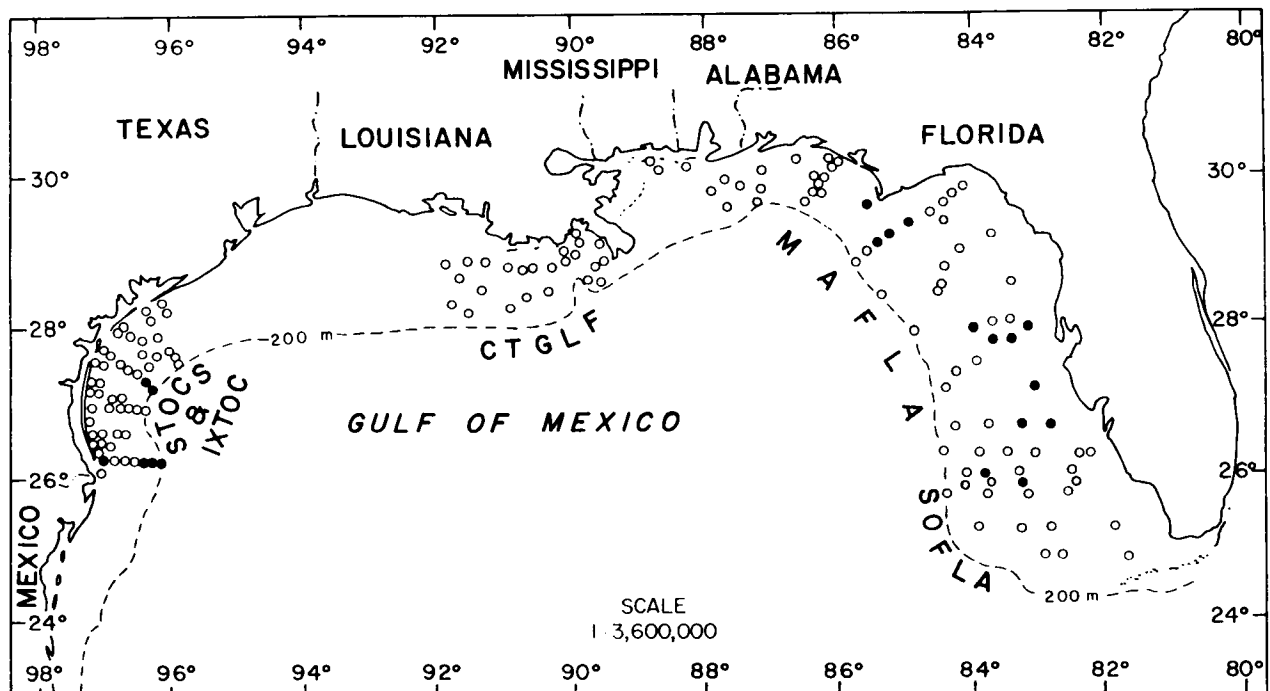 98° 96° 94° 92° 90° 88° 86° 84° 82° 80°
MISSISSIPPI ALABAMA
TEXAS LOUISIANA FLORIDA
30° 30°
MAFLA
28° 200 m 28°
CTGLF
STOCS
&
IXTOC
GULF OF MEXICO
26° 26°
SOFLA
MEXICO
200 m
SCALE
1 3,600,000
24° 24°
98° 96° 94° 92° 90° 88° 86° 84° 82° 80°